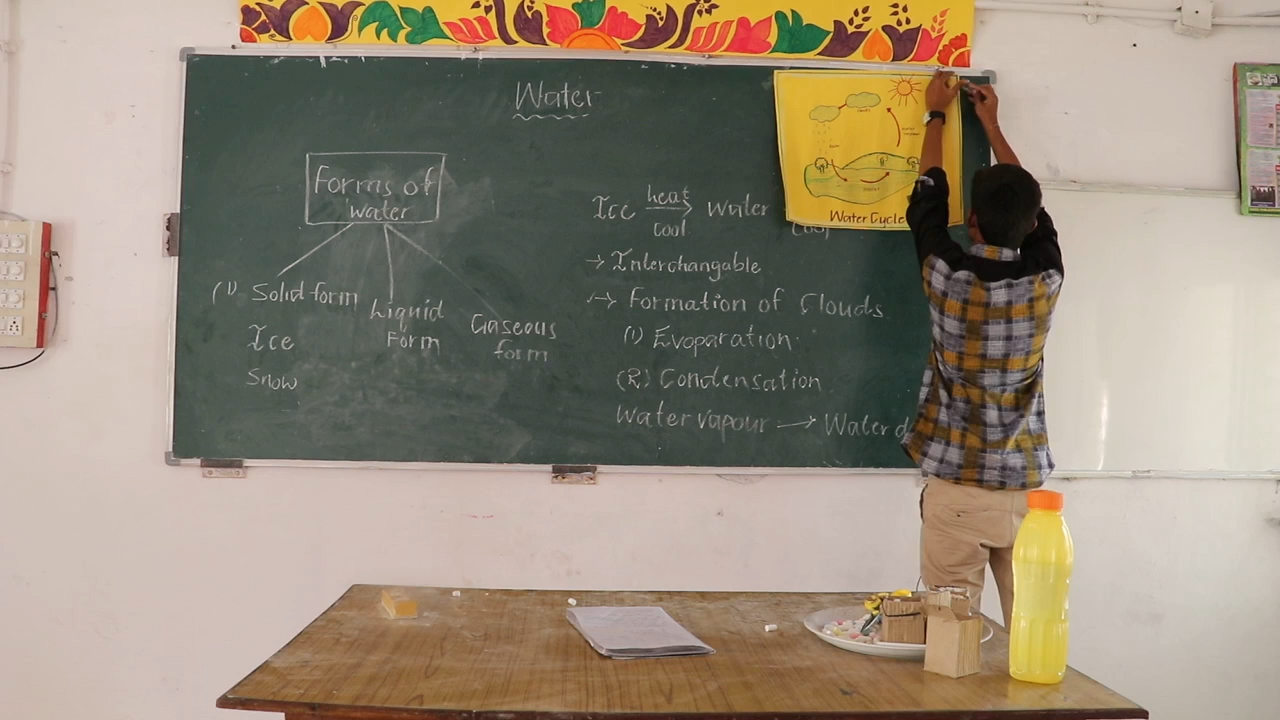 Water
Forms of
water
(1) Solid form
Ice
Snow
Liquid
Form
Gaseous
form
Ice heat Water
cool
cool
→ Interchangable
→ Formation of Clouds
(1) Evoparation
(2) Condensation
Water vapour → Water d
Water Cycle